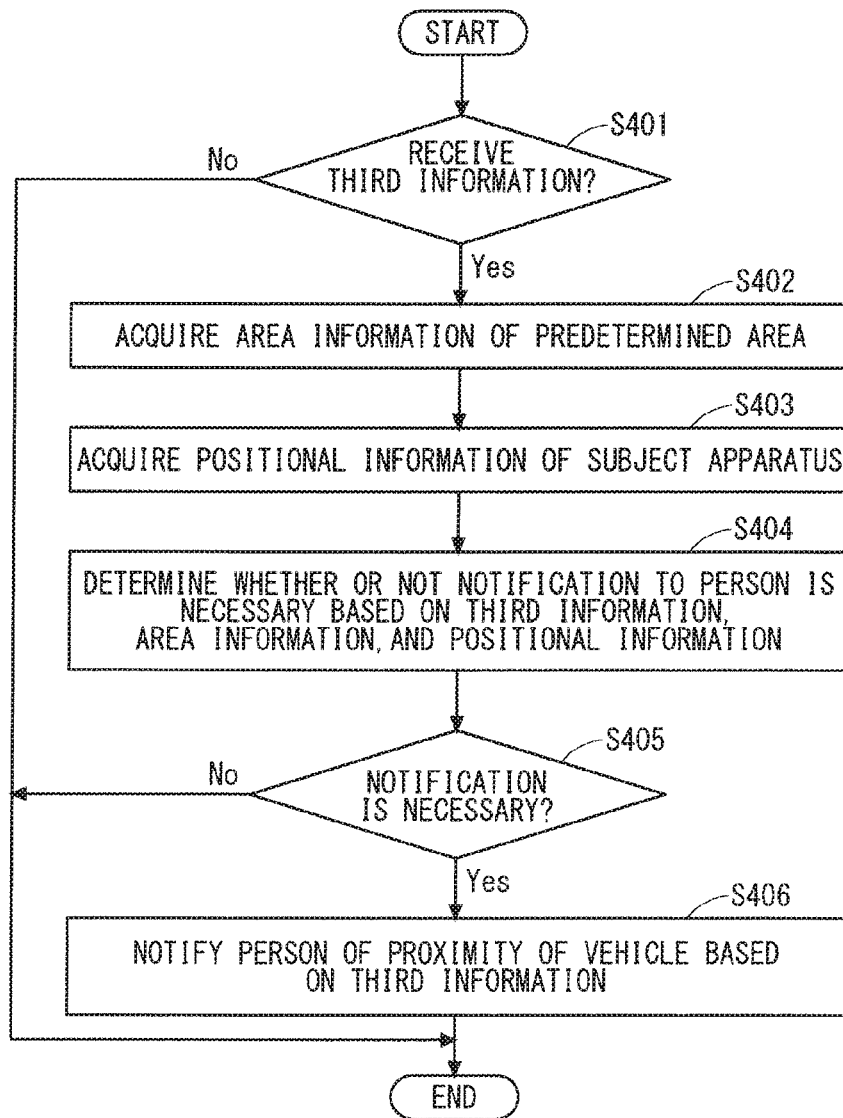 START
S401
RECEIVE
THIRD INFORMATION?
No
Yes
S402
ACQUIRE AREA INFORMATION OF PREDETERMINED AREA
S403
ACQUIRE POSITIONAL INFORMATION OF SUBJECT APPARATUS
S404
DETERMINE WHETHER OR NOT NOTIFICATION TO PERSON IS
NECESSARY BASED ON THIRD INFORMATION,
AREA INFORMATION, AND POSITIONAL INFORMATION
S405
No
NOTIFICATION
IS NECESSARY?
Yes
S406
NOTIFY PERSON OF PROXIMITY OF VEHICLE BASED
ON THIRD INFORMATION
END